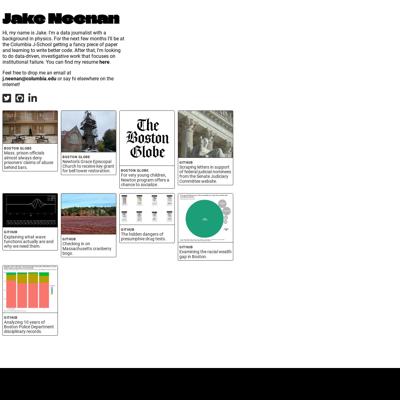 Jake Neenan
Hi, my name is Jake. I'm a data journalist with a
background in physics. For the next few months I'll be at
the Columbia J-School getting a fancy piece of paper
and learning to write better code. After that, I'm looking
to do data-driven, investigative work that focuses on
institutional failure. You can find my resume here.
Feel free to drop me an email at
j.neenan@columbia.edu or say hi elsewhere on the
internet!
in
BOSTON GLOBE
Mass. prison officials
almost always deny
prisoners' claims of abuse
behind bars.
BOSTON GLOBE
Newton's Grace Episcopal
Church to receive key grant
for bell tower restoration.
The
Boston
Globe
BOSTON GLOBE
For very young children,
Newton program offers a
chance to socialize.
GITHUB
Scraping letters in support
of federal judicial nominees
from the Senate Judiciary
Committee website.
GITHUB
Explaining what wave
functions actually are and
why we need them.
GITHUB
Checking in on
Massachusetts cranberry
bogs.
GITHUB
The hidden dangers of
presumptive drug tests.
GITHUB
Examining the racial wealth
gap in Boston.
GITHUB
Analyzing 10 years of
Boston Police Department
disciplinary records.